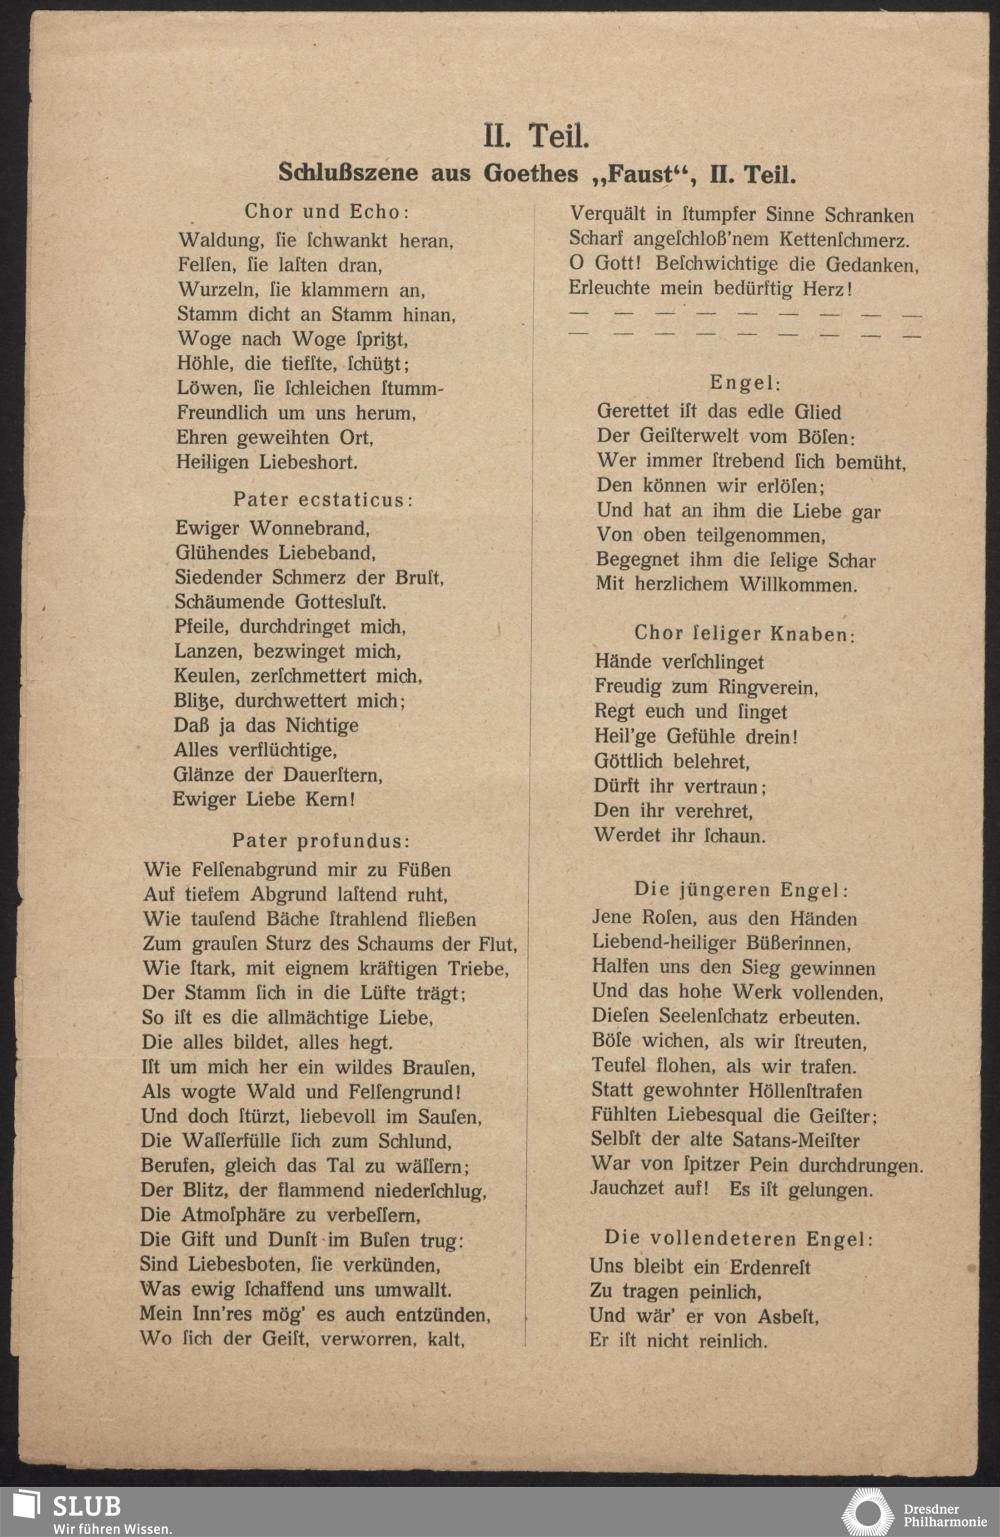 II. Teil.
Schlußszene aus Goethes „Faust“, II. Teil.
Chor und Echo:
Waldung, ſie ſchwankt heran,
Felſen, ſie laſten dran,
Wurzeln, ſie klammern an,
Stamm dicht an Stamm hinan,
Woge nach Woge ſpritzt,
Höhle, die tiefſte, ſchützt;
Löwen, ſie ſchleichen ſtumm-
Freundlich um uns herum,
Ehren geweihten Ort,
Heiligen Liebeshort.
Pater ecstaticus:
Ewiger Wonnebrand,
Glühendes Liebeband,
Siedender Schmerz der Bruſt,
Schäumende Gottesluſt.
Pfeile, durchdringet mich,
Lanzen, bezwinget mich,
Keulen, zerſchmettert mich,
Blitze, durchwettert mich;
Daß ja das Nichtige
Alles verflüchtige,
Glänze der Dauerſtern,
Ewiger Liebe Kern!
Pater profundus:
Wie Felſenabgrund mir zu Füßen
Auf tiefem Abgrund laſtend ruht,
Wie tauſend Bäche ſtrahlend fließen
Zum grauſen Sturz des Schaums der Flut,
Wie ſtark, mit eignem kräftigen Triebe,
Der Stamm ſich in die Lüfte trägt;
So iſt es die allmächtige Liebe,
Die alles bildet, alles hegt.
Iſt um mich her ein wildes Brauſen,
Als wogte Wald und Felſengrund!
Und doch ſtürzt, liebevoll im Sauſen,
Die Waſſerfülle ſich zum Schlund,
Berufen, gleich das Tal zu wäſſern;
Der Blitz, der flammend niederſchlug,
Die Atmoſphäre zu verbeſſern,
Die Gift und Dunſt im Buſen trug:
Sind Liebesboten, ſie verkünden,
Was ewig ſchaffend uns umwallt.
Mein Inn'res mög' es auch entzünden,
Wo ſich der Geiſt, verworren, kalt,
Verquält in ſtumpfer Sinne Schranken
Scharf angeſchloß'nem Kettenſchmerz.
O Gott! Beſchwichtige die Gedanken,
Erleuchte mein bedürftig Herz!
— — — — — — — — —
— — — — — — — — —
Engel:
Gerettet iſt das edle Glied
Der Geiſterwelt vom Böſen:
Wer immer ſtrebend ſich bemüht,
Den können wir erlöſen;
Und hat an ihm die Liebe gar
Von oben teilgenommen,
Begegnet ihm die ſelige Schar
Mit herzlichem Willkommen.
Chor ſeliger Knaben:
Hände verſchlinget
Freudig zum Ringverein,
Regt euch und ſinget
Heil'ge Gefühle drein!
Göttlich belehret,
Dürft ihr vertraun;
Den ihr verehret,
Werdet ihr ſchaun.
Die jüngeren Engel:
Jene Roſen, aus den Händen
Liebend-heiliger Büßerinnen,
Halfen uns den Sieg gewinnen
Und das hohe Werk vollenden,
Dieſen Seelenſchatz erbeuten.
Böſe wichen, als wir ſtreuten,
Teufel flohen, als wir trafen.
Statt gewohnter Höllenſtrafen
Fühlten Liebesqual die Geiſter;
Selbſt der alte Satans-Meiſter
War von ſpitzer Pein durchdrungen.
Jauchzet auf! Es iſt gelungen.
Die vollendeteren Engel:
Uns bleibt ein Erdenreſt
Zu tragen peinlich,
Und wär' er von Asbeſt,
Er iſt nicht reinlich.
SLUB
Wir führen Wissen.
Dresdner
Philharmonie